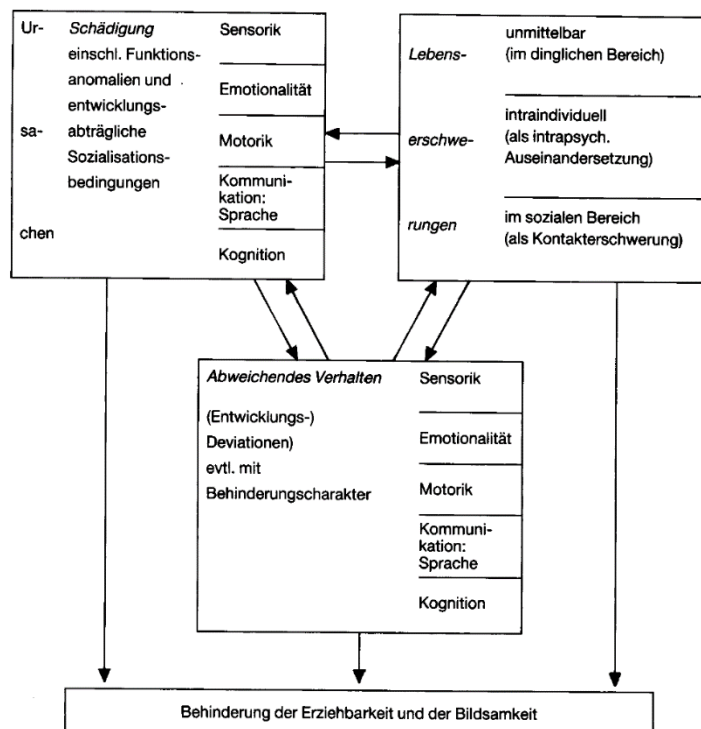 Ur-
sa-
chen
Schädigung
einschl. Funktions-
anomalien und
entwicklungs-
abträgliche
Sozialisations-
bedingungen
Sensorik
Emotionalität
Motorik
Kommuni-
kation:
Sprache
Kognition
Lebens-
erschwe-
rungen
unmittelbar
(im dinglichen Bereich)
intraindividuell
(als intrapsych.
Auseinandersetzung)
im sozialen Bereich
(als Kontakterschwerung)
Abweichendes Verhalten
(Entwicklungs-)
Deviationen)
evtl. mit
Behinderungscharakter
Sensorik
Emotionalität
Motorik
Kommuni-
kation:
Sprache
Kognition
Behinderung der Erziehbarkeit und der Bildsamkeit